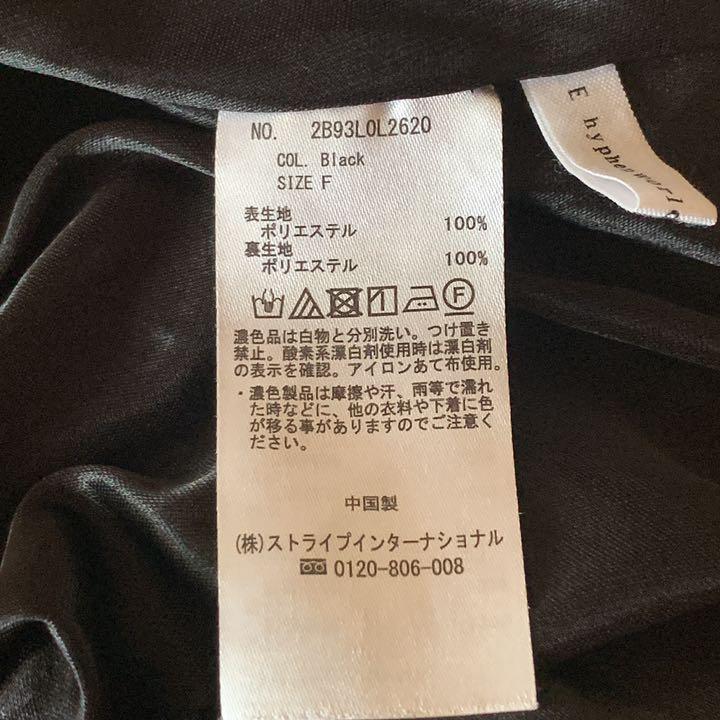 NO. 2B93L0L2620
COL. Black
SIZE F
表生地
ポリエステル 100%
裏生地
ポリエステル 100%
F
濃色品は白物と分別洗い。つけ置き
禁止。酸素系漂白剤使用時は漂白剤
の表示を確認。アイロンあて布使用。
・濃色製品は摩擦や汗、雨等で濡れ
た時などに、他の衣料や下着に色
が移る事がありますのでご注意く
ださい。
中国製
(株)ストライプインターナショナル
0120-806-008
E hyphen worl